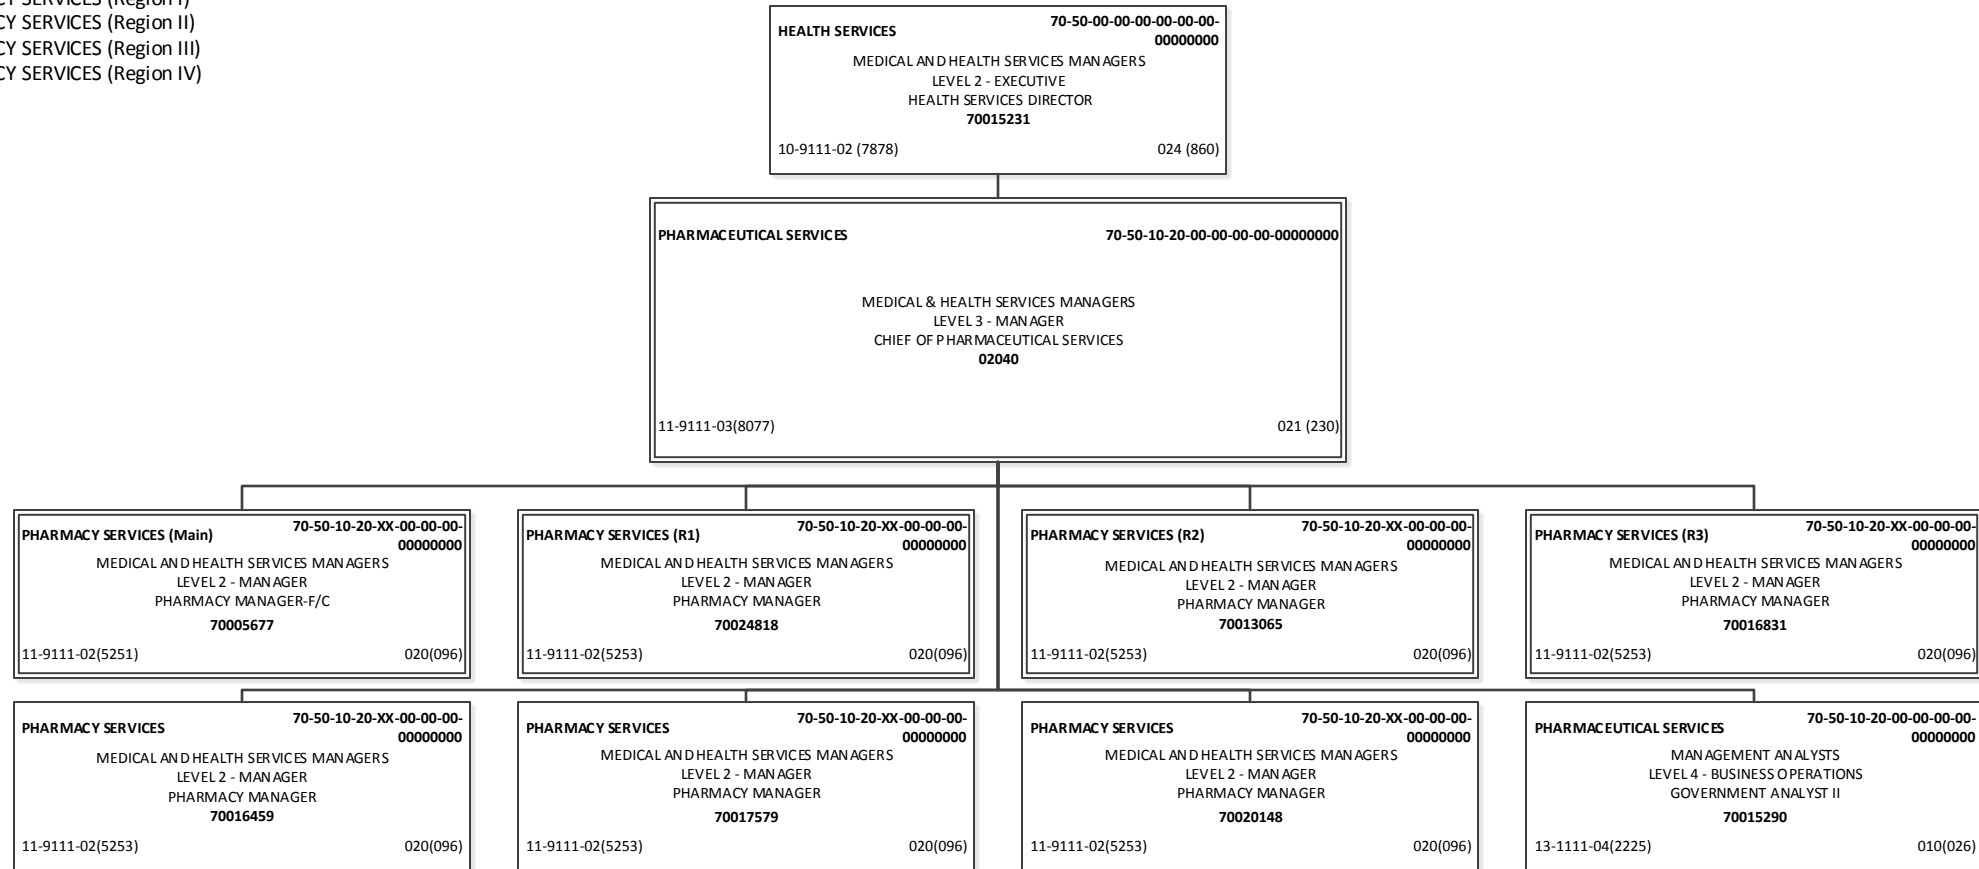 CY SERVICES (Region I)
CY SERVICES (Region II)
CY SERVICES (Region III)
CY SERVICES (Region IV)
HEALTH SERVICES
70-50-00-00-00-00-00-00-
00000000
MEDICAL AND HEALTH SERVICES MANAGERS
LEVEL 2 - EXECUTIVE
HEALTH SERVICES DIRECTOR
70015231
10-9111-02 (7878) 024 (860)
PHARMACEUTICAL SERVICES 70-50-10-20-00-00-00-00-00000000
MEDICAL & HEALTH SERVICES MANAGERS
LEVEL 3 - MANAGER
CHIEF OF PHARMACEUTICAL SERVICES
02040
11-9111-03(8077) 021 (230)
PHARMACY SERVICES (Main)
70-50-10-20-XX-00-00-00-
00000000
MEDICAL AND HEALTH SERVICES MANAGERS
LEVEL 2 - MANAGER
PHARMACY MANAGER-F/C
70005677
11-9111-02(5251) 020(096)
PHARMACY SERVICES (R1)
70-50-10-20-XX-00-00-00-
00000000
MEDICAL AND HEALTH SERVICES MANAGERS
LEVEL 2 - MANAGER
PHARMACY MANAGER
70024818
11-9111-02(5253) 020(096)
PHARMACY SERVICES (R2)
70-50-10-20-XX-00-00-00-
00000000
MEDICAL AND HEALTH SERVICES MANAGERS
LEVEL 2 - MANAGER
PHARMACY MANAGER
70013065
11-9111-02(5253) 020(096)
PHARMACY SERVICES (R3)
70-50-10-20-XX-00-00-00-
00000000
MEDICAL AND HEALTH SERVICES MANAGERS
LEVEL 2 - MANAGER
PHARMACY MANAGER
70016831
11-9111-02(5253) 020(096)
PHARMACY SERVICES
70-50-10-20-XX-00-00-00-
00000000
MEDICAL AND HEALTH SERVICES MANAGERS
LEVEL 2 - MANAGER
PHARMACY MANAGER
70016459
11-9111-02(5253) 020(096)
PHARMACY SERVICES
70-50-10-20-XX-00-00-00-
00000000
MEDICAL AND HEALTH SERVICES MANAGERS
LEVEL 2 - MANAGER
PHARMACY MANAGER
70017579
11-9111-02(5253) 020(096)
PHARMACY SERVICES
70-50-10-20-XX-00-00-00-
00000000
MEDICAL AND HEALTH SERVICES MANAGERS
LEVEL 2 - MANAGER
PHARMACY MANAGER
70020148
11-9111-02(5253) 020(096)
PHARMACEUTICAL SERVICES
70-50-10-20-00-00-00-00-
00000000
MANAGEMENT ANALYSTS
LEVEL 4 - BUSINESS OPERATIONS
GOVERNMENT ANALYST II
70015290
13-1111-04(2225) 010(026)